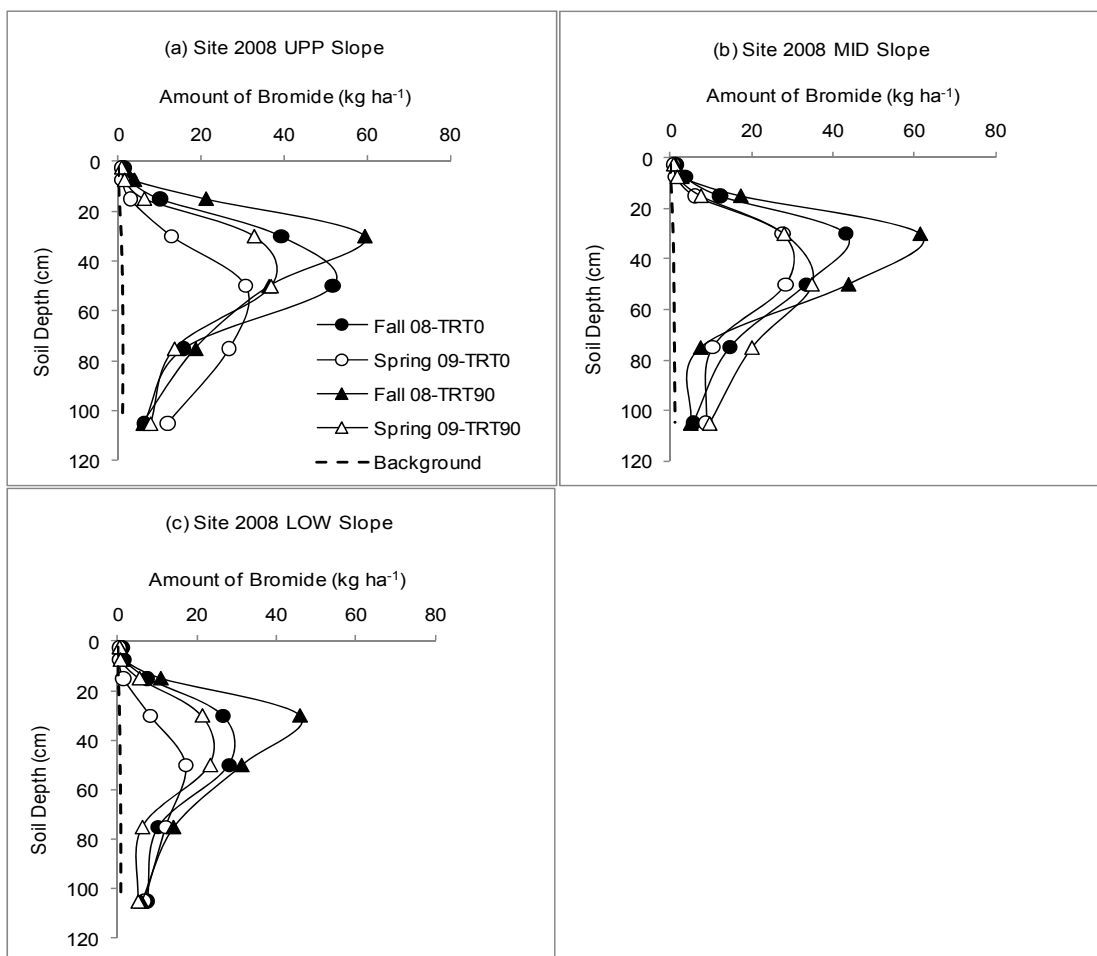 (a) Site 2008 UPP Slope
Amount of Bromide (kg ha⁻¹)
0 20 40 60 80
0
20
40
60
80
100
120
Soil Depth (cm)
Fall 08-TRT0
Spring 09-TRT0
Fall 08-TRT90
Spring 09-TRT90
Background
(b) Site 2008 MID Slope
Amount of Bromide (kg ha⁻¹)
0 20 40 60 80
0
20
40
60
80
100
120
Soil Depth (cm)
(c) Site 2008 LOW Slope
Amount of Bromide (kg ha⁻¹)
0 20 40 60 80
0
20
40
60
80
100
120
Soil Depth (cm)